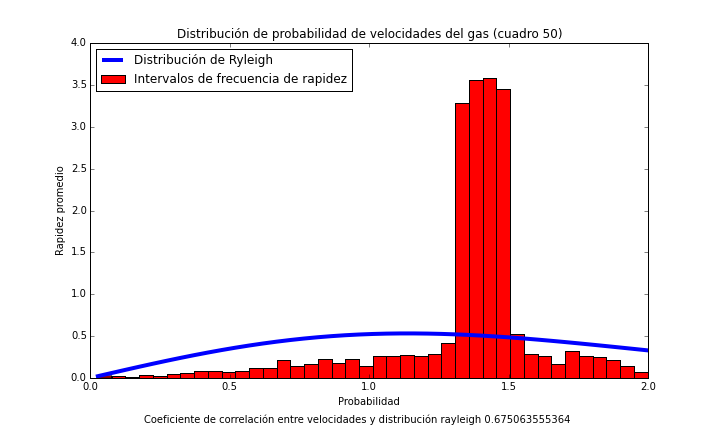 Distribución de probabilidad de velocidades del gas (cuadro 50)
Distribución de Ryleigh
Intervalos de frecuencia de rapidez
Rapidez promedio
4.0
3.5
3.0
2.5
2.0
1.5
1.0
0.5
0.0
0.0 0.5 1.0 1.5 2.0
Probabilidad
Coeficiente de correlación entre velocidades y distribución rayleigh 0.675063555364